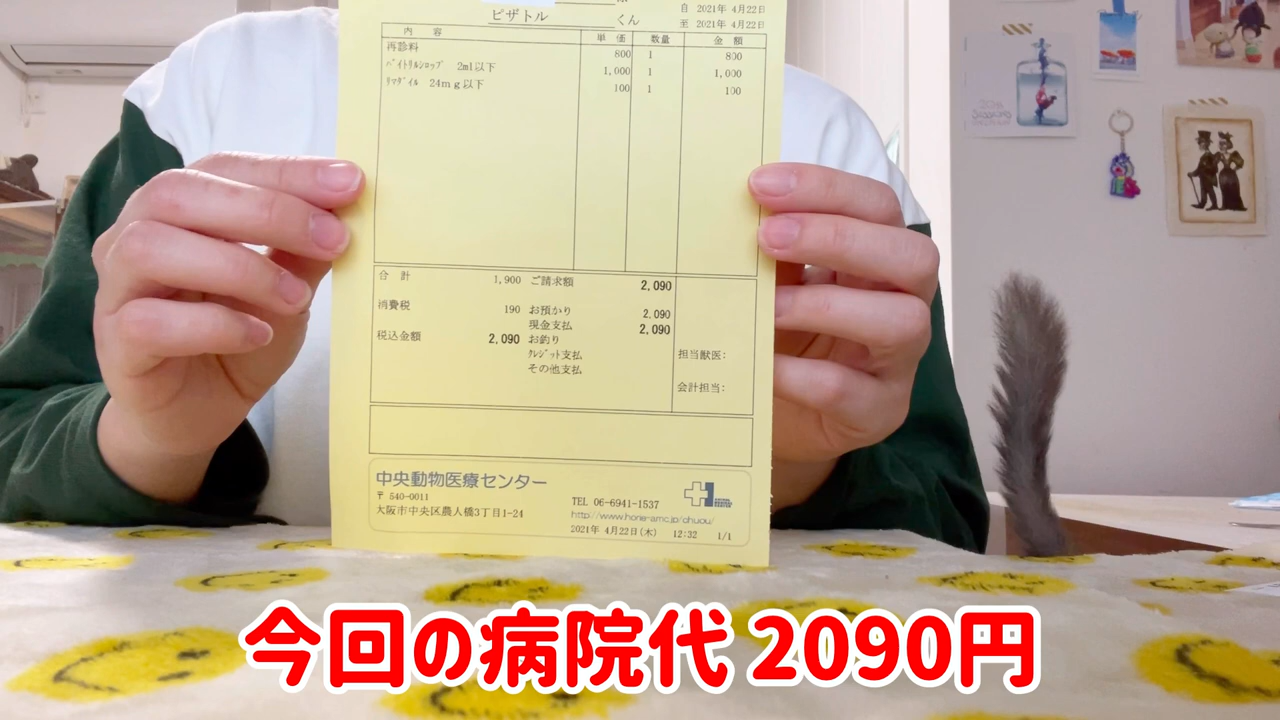 ピザトル くん
自 2021年 4月22日
至 2021年 4月22日
内 容 単価 数量 金額
再診料 800 1 800
ﾊﾞｲﾄﾘﾙｼﾛｯﾌﾟ 2ml以下 1,000 1 1,000
ﾘﾏﾀﾞｲﾙ 24mg以下 100 1 100
合 計 1,900 ご請求額 2,090
消費税 190 お預かり 2,090
現金支払 2,090
税込金額 2,090 お釣り
ｸﾚｼﾞｯﾄ支払
その他支払
担当獣医:
会計担当:
中央動物医療センター
〒 540-0011
大阪市中央区農人橋3丁目1-24
TEL 06-6941-1537
http://www.horie-amc.jp/chuou/
2021年 4月22日(木) 12:32 1/1
今回の病院代 2090円